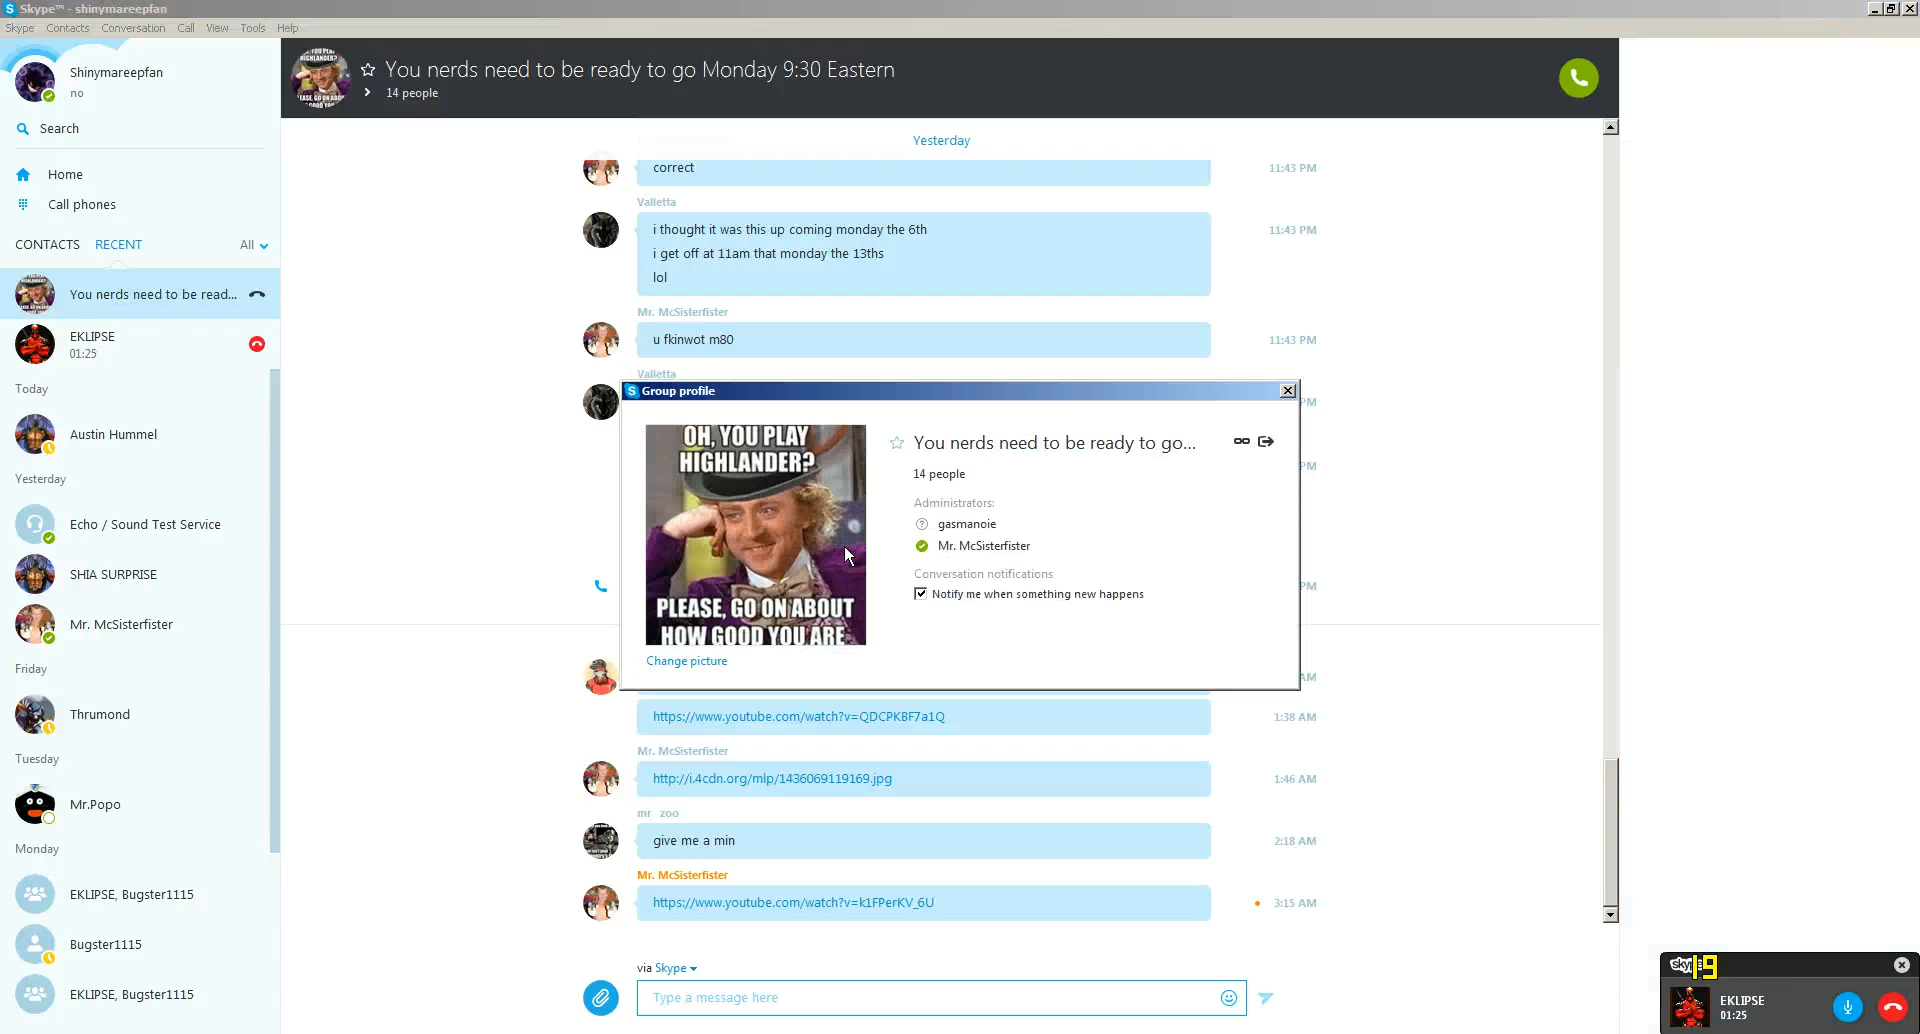 Skype™ - shinymareepfan
Skype Contacts Conversation Call View Tools Help
Shinymareepfan
no
Search
Home
Call phones
CONTACTS RECENT All
You nerds need to be read...
EKLIPSE
01:25
Today
Austin Hummel
Yesterday
Echo / Sound Test Service
SHIA SURPRISE
Mr. McSisterfister
Friday
Thrumond
Tuesday
Mr.Popo
Monday
EKLIPSE, Bugster1115
Bugster1115
EKLIPSE, Bugster1115
You nerds need to be ready to go Monday 9:30 Eastern
14 people
Yesterday
correct 11:43 PM
Valietta
i thought it was this up coming monday the 6th 11:43 PM
i get off at 11am that monday the 13ths
lol
Mr. McSisterfister
u fkinwot m80 11:43 PM
Valietta
PM
PM
PM
AM
Group profile
OH, YOU PLAY
HIGHLANDER?
PLEASE, GO ON ABOUT
HOW GOOD YOU ARE
Change picture
You nerds need to be ready to go...
14 people
Administrators:
gasmanoie
Mr. McSisterfister
Conversation notifications
Notify me when something new happens
https://www.youtube.com/watch?v=QDCPKBF7a1Q 1:38 AM
Mr. McSisterfister
http://i.4cdn.org/mlp/1436069119169.jpg 1:46 AM
mr zoo
give me a min 2:18 AM
Mr. McSisterfister
https://www.youtube.com/watch?v=k1FPerKV_6U 3:15 AM
via Skype
Type a message here
19
EKLIPSE
01:25